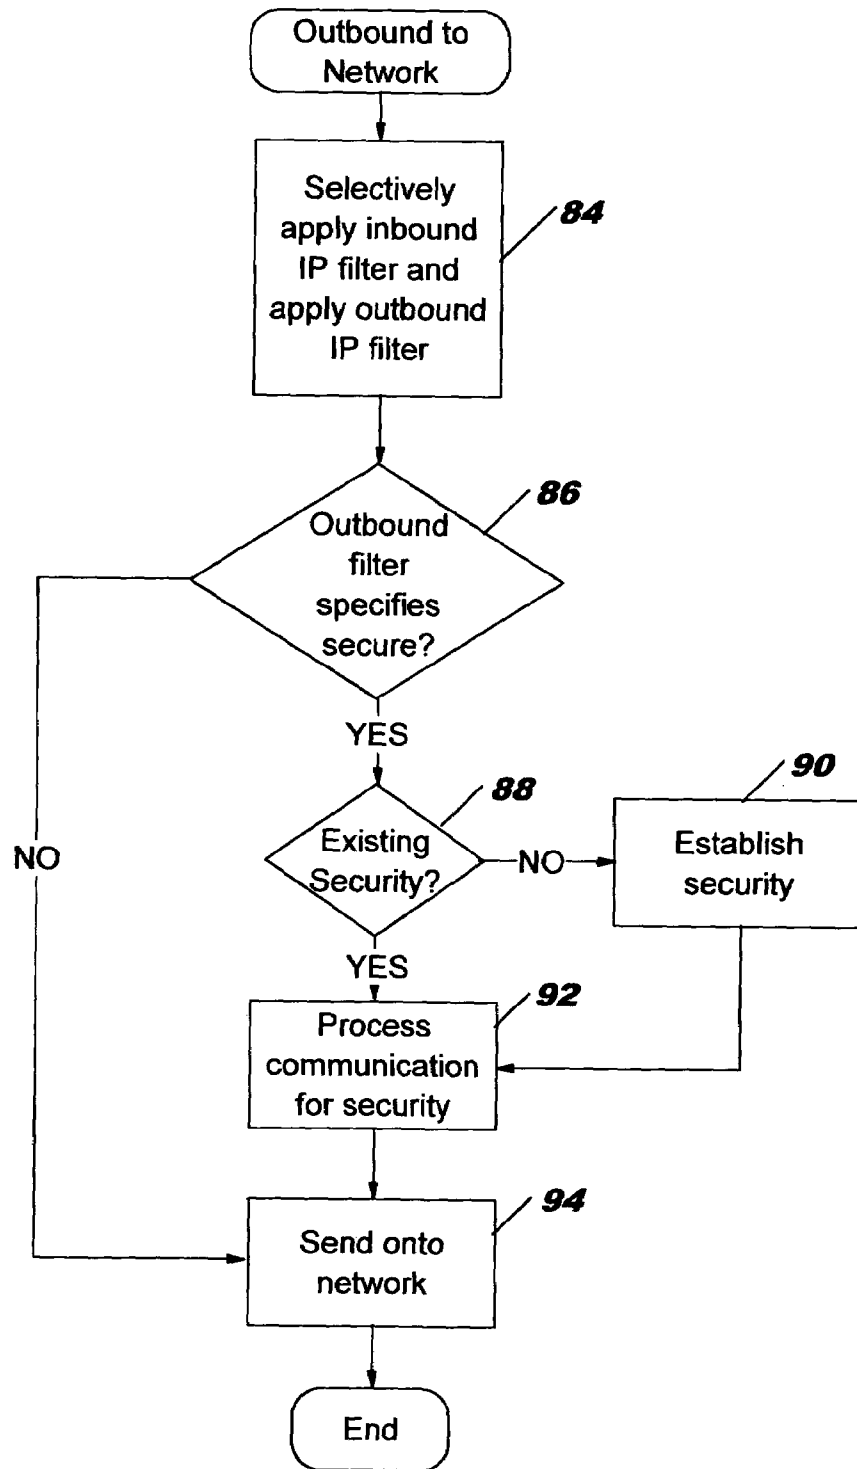 Outbound to
Network
Selectively
apply inbound
IP filter and
apply outbound
IP filter
84
Outbound
filter
specifies
secure?
86
YES
NO
Existing
Security?
88
NO
Establish
security
90
YES
Process
communication
for security
92
Send onto
network
94
End